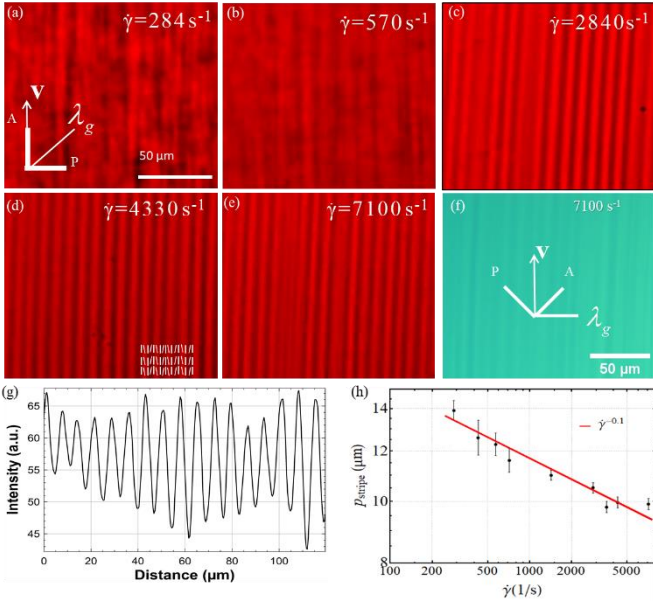 (a)
γ̇=284 s⁻¹
A
v
λg
P
50 µm
(b)
γ̇=570 s⁻¹
(c)
γ̇=2840 s⁻¹
(d)
γ̇=4330 s⁻¹
(e)
γ̇=7100 s⁻¹
(f)
7100 s⁻¹
v
P
A
λg
50 µm
(g)
65
60
55
50
45
Intensity (a.u.)
0
20
40
60
80
100
Distance (µm)
(h)
14
12
10
8
pstripe (µm)
γ̇⁻⁰·¹
100
200
500
1000
2000
5000
γ̇(1/s)